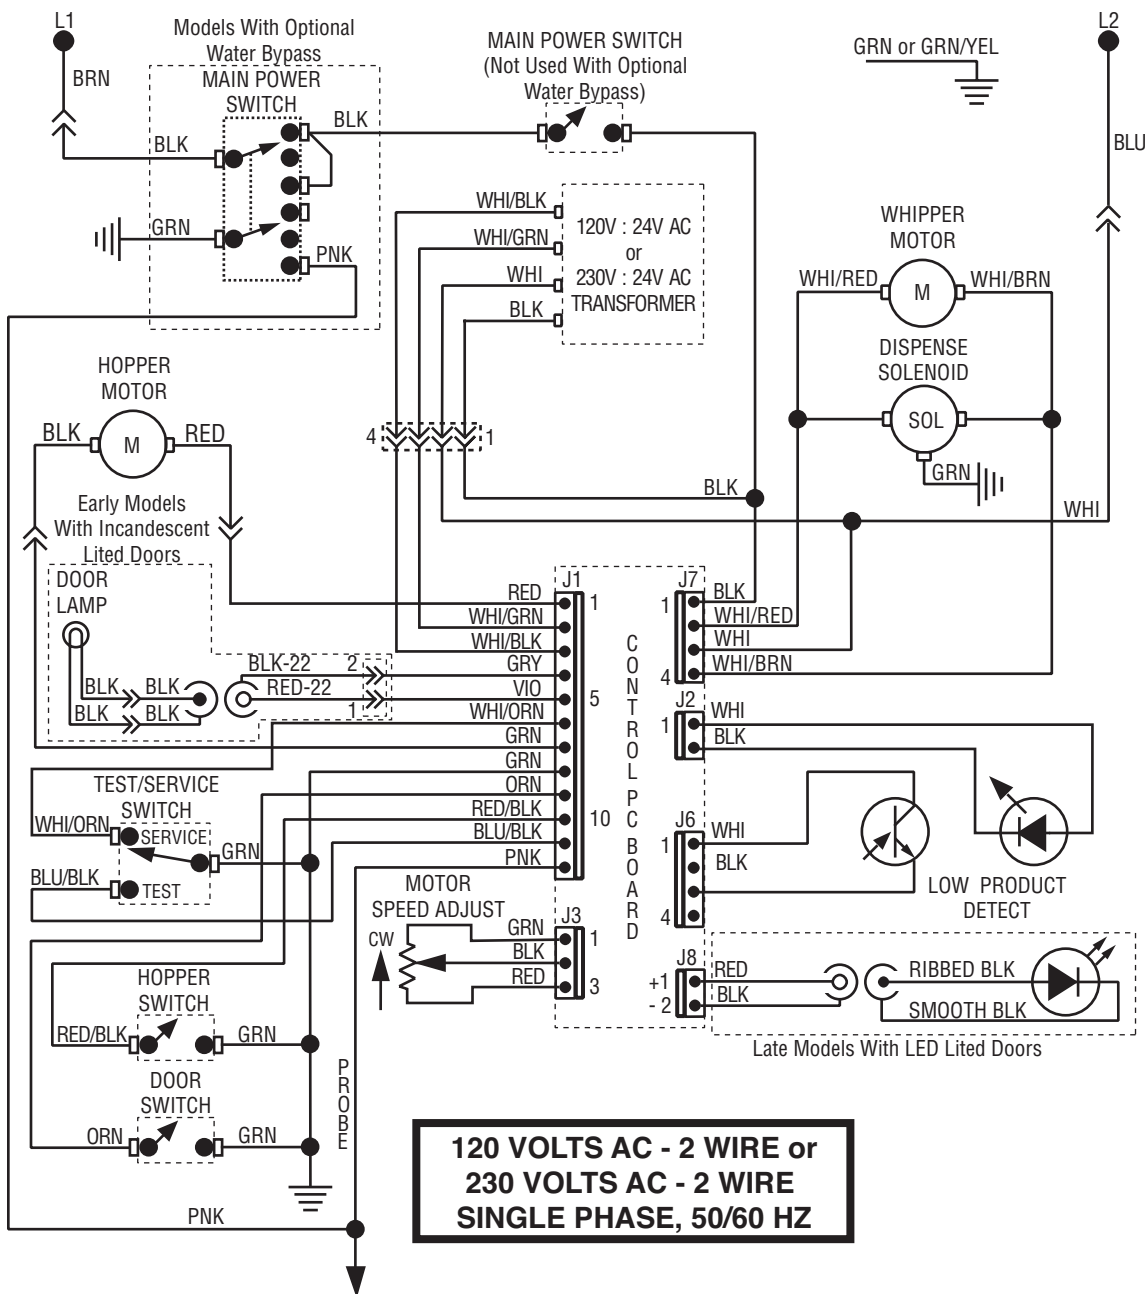 L1
Models With Optional
Water Bypass
MAIN POWER SWITCH
(Not Used With Optional
Water Bypass)
GRN or GRN/YEL
L2
BRN
MAIN POWER
SWITCH
BLK
BLK
BLU
GRN
PNK
WHI/BLK
WHI/GRN
WHI
BLK
120V : 24V AC
or
230V : 24V AC
TRANSFORMER
WHIPPER
MOTOR
WHI/RED
M
WHI/BRN
DISPENSE
SOLENOID
SOL
GRN
HOPPER
MOTOR
BLK
M
RED
4
1
BLK
WHI
Early Models
With Incandescent
Lited Doors
DOOR
LAMP
BLK
BLK
BLK
BLK
BLK-22
2
RED-22
1
J1
RED
1
WHI/GRN
WHI/BLK
GRY
VIO
5
WHI/ORN
GRN
GRN
ORN
RED/BLK
10
BLU/BLK
PNK
CONTROL PC BOARD
J7
1
BLK
WHI/RED
WHI
WHI/BRN
4
J2
1
WHI
BLK
J6
1
WHI
BLK
4
LOW PRODUCT
DETECT
TEST/SERVICE
SWITCH
WHI/ORN
SERVICE
GRN
BLU/BLK
TEST
MOTOR
SPEED ADJUST
CW
J3
GRN
1
BLK
RED
3
J8
+1
RED
- 2
BLK
RIBBED BLK
SMOOTH BLK
Late Models With LED Lited Doors
HOPPER
SWITCH
RED/BLK
GRN
DOOR
SWITCH
ORN
GRN
PROBE
PNK
120 VOLTS AC - 2 WIRE or
230 VOLTS AC - 2 WIRE
SINGLE PHASE, 50/60 HZ